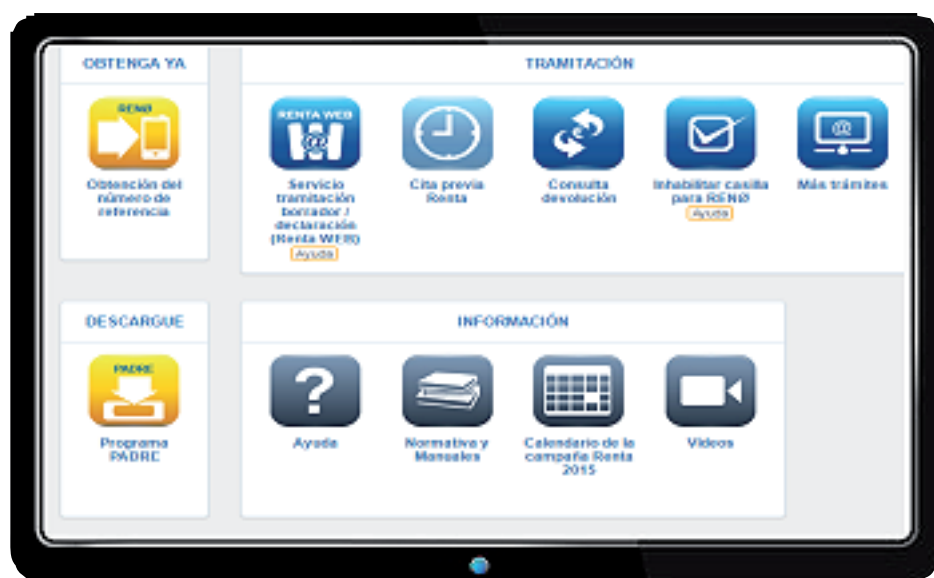 OBTENGA YA
RENØ
Obtención del
número de
referencia
TRAMITACIÓN
RENTA WEB
@
Servicio
tramitación
borrador /
declaración
(Renta WEB)
Ayuda
Cita previa
Renta
Consulta
devolución
Inhabilitar casilla
para RENØ
Ayuda
@
Más trámites
DESCARGUE
PADRE
Programa
PADRE
INFORMACIÓN
?
Ayuda
Normativa y
Manuales
Calendario de la
campaña Renta
2015
Vídeos